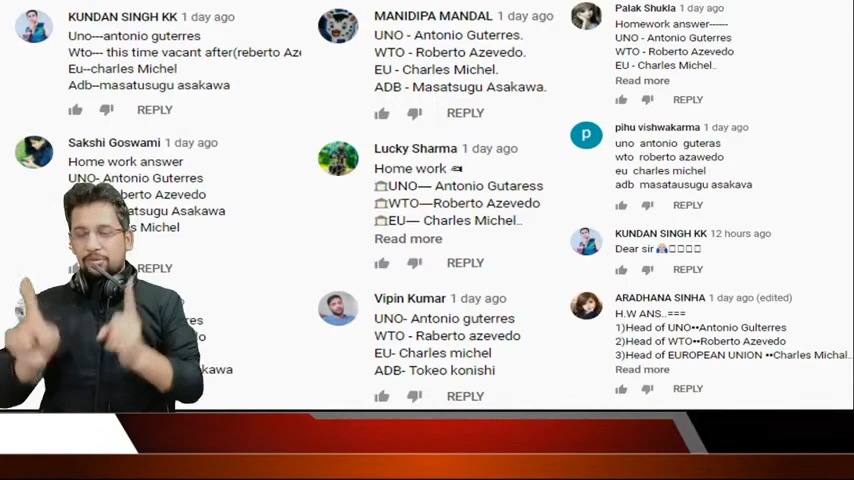 KUNDAN SINGH KK 1 day ago
Uno---antonio guterres
Wto--- this time vacant after(reberto Aze
Eu--charles Michel
Adb--masatusugu asakawa
REPLY
Sakshi Goswami 1 day ago
Home work answer
UNO- Antonio Guterres
berto Azevedo
atsugu Asakawa
s Michel
REPLY
res
do
kawa
MANIDIPA MANDAL 1 day ago
UNO - Antonio Guterres.
WTO - Roberto Azevedo.
EU - Charles Michel.
ADB - Masatsugu Asakawa.
REPLY
Lucky Sharma 1 day ago
Home work
🏛UNO— Antonio Gutaress
🏛WTO—Roberto Azevedo
🏛EU— Charles Michel..
Read more
REPLY
Vipin Kumar 1 day ago
UNO- Antonio guterres
WTO - Raberto azevedo
EU- Charles michel
ADB- Tokeo konishi
REPLY
Palak Shukla 1 day ago
Homework answer------
UNO - Antonio Guterres
WTO - Roberto Azevedo
EU - Charles Michel..
Read more
REPLY
p
pihu vishwakarma 1 day ago
uno antonio guteras
wto roberto azawedo
eu charles michel
adb masatausugu asakava
REPLY
KUNDAN SINGH KK 12 hours ago
Dear sir
REPLY
ARADHANA SINHA 1 day ago (edited)
H.W ANS..===
1)Head of UNO••Antonio Gulterres
2)Head of WTO••Roberto Azevedo
3)Head of EUROPEAN UNION ••Charles Michal..
Read more
REPLY